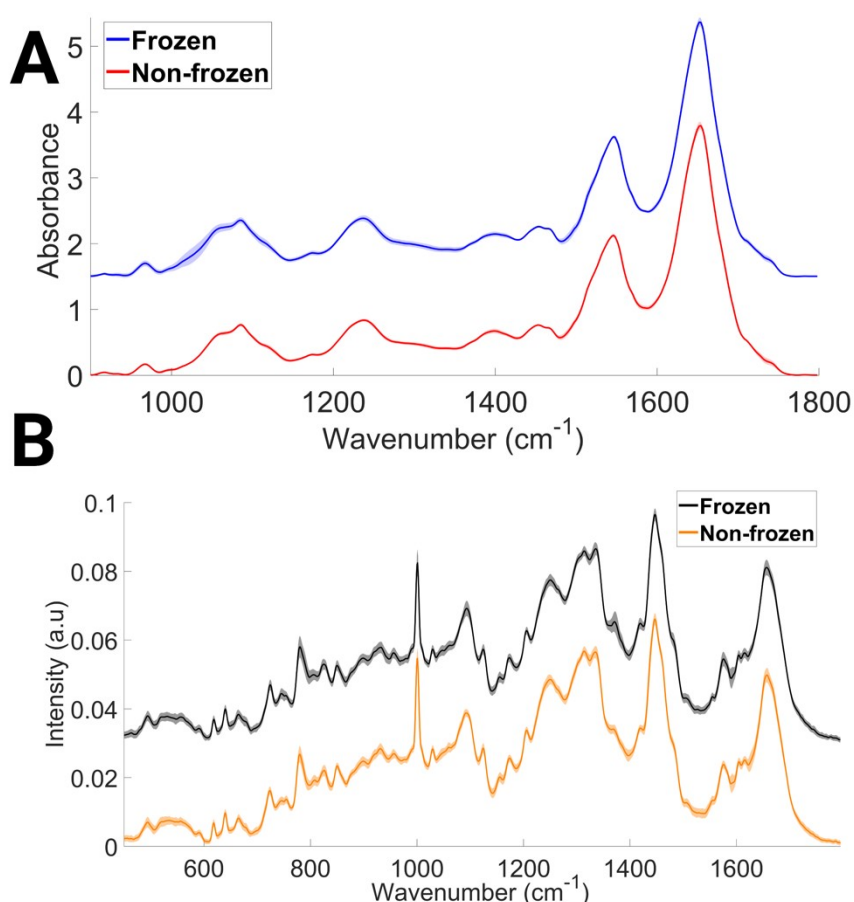 A
Frozen
Non-frozen
5
4
3
2
1
0
Absorbance
1000 1200 1400 1600 1800
Wavenumber (cm-1)
B
Frozen
Non-frozen
0.1
0.08
0.06
0.04
0.02
0
Intensity (a.u)
600 800 1000 1200 1400 1600
Wavenumber (cm-1)